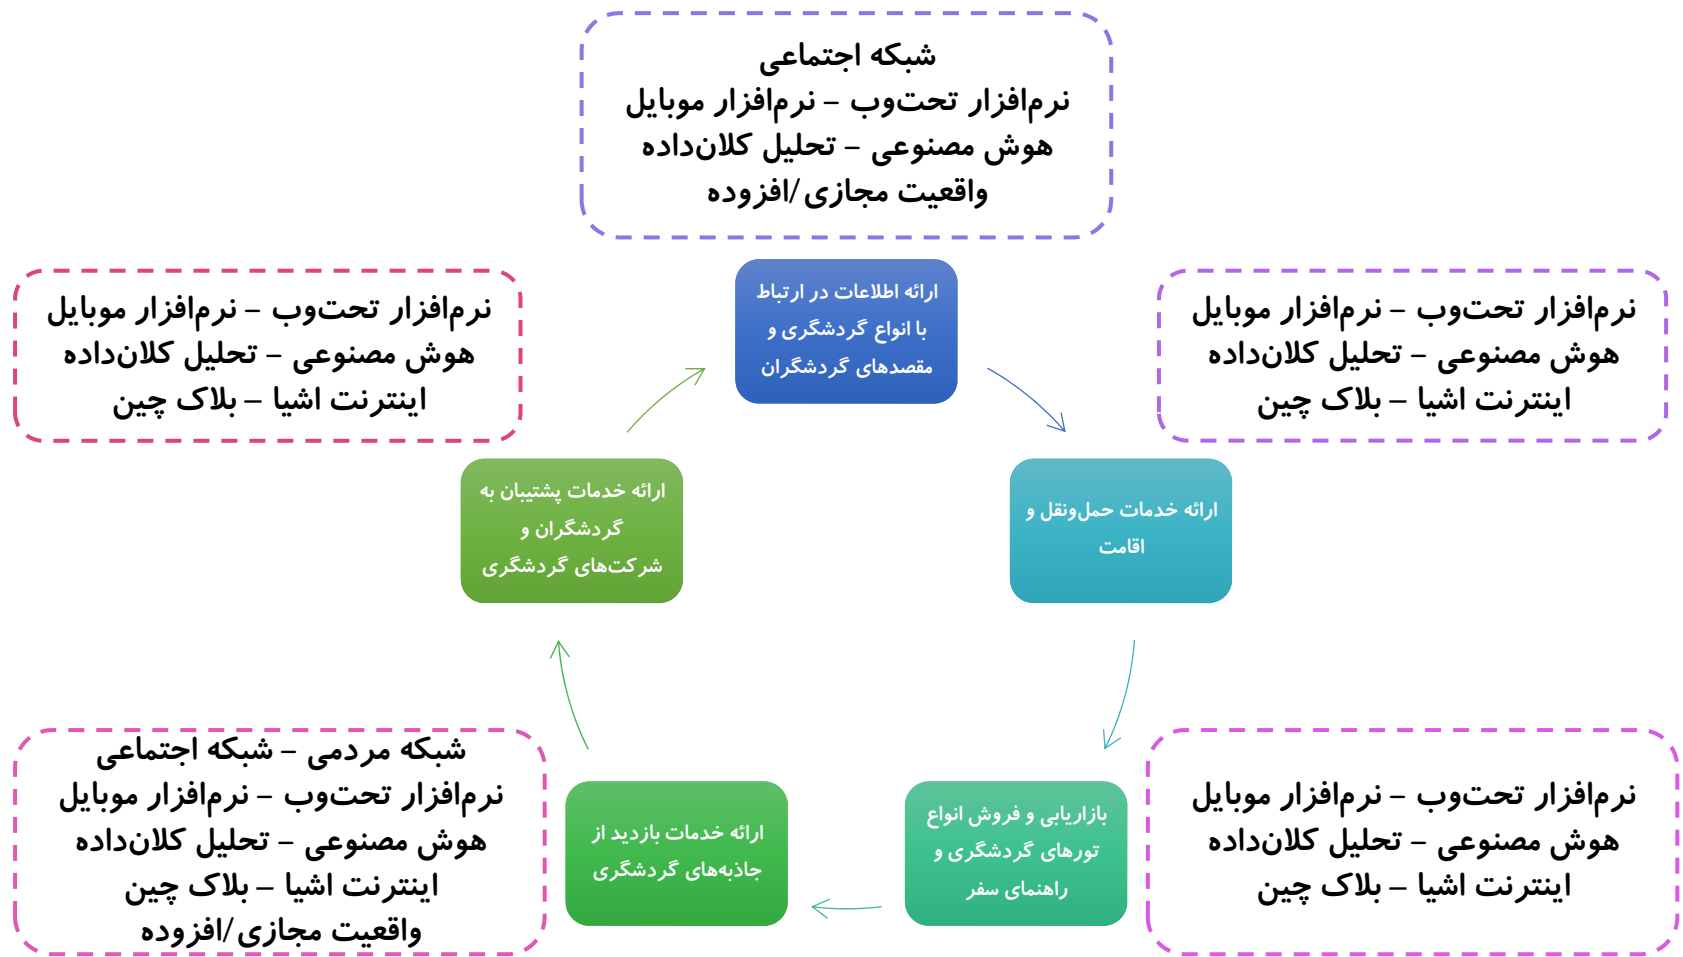 شبکه اجتماعی
نرم‌افزار تحت‌وب – نرم‌افزار موبایل
هوش مصنوعی – تحلیل کلان‌داده
واقعیت مجازی/افزوده
ارائه اطلاعات در ارتباط
با انواع گردشگری و
مقصدهای گردشگران
نرم‌افزار تحت‌وب – نرم‌افزار موبایل
هوش مصنوعی – تحلیل کلان‌داده
اینترنت اشیا – بلاک چین
ارائه خدمات حمل‌ونقل و
اقامت
نرم‌افزار تحت‌وب – نرم‌افزار موبایل
هوش مصنوعی – تحلیل کلان‌داده
اینترنت اشیا – بلاک چین
بازاریابی و فروش انواع
تورهای گردشگری و
راهنمای سفر
ارائه خدمات بازدید از
جاذبه‌های گردشگری
شبکه مردمی – شبکه اجتماعی
نرم‌افزار تحت‌وب – نرم‌افزار موبایل
هوش مصنوعی – تحلیل کلان‌داده
اینترنت اشیا – بلاک چین
واقعیت مجازی/افزوده
ارائه خدمات پشتیبان به
گردشگران و
شرکت‌های گردشگری
نرم‌افزار تحت‌وب – نرم‌افزار موبایل
هوش مصنوعی – تحلیل کلان‌داده
اینترنت اشیا – بلاک چین